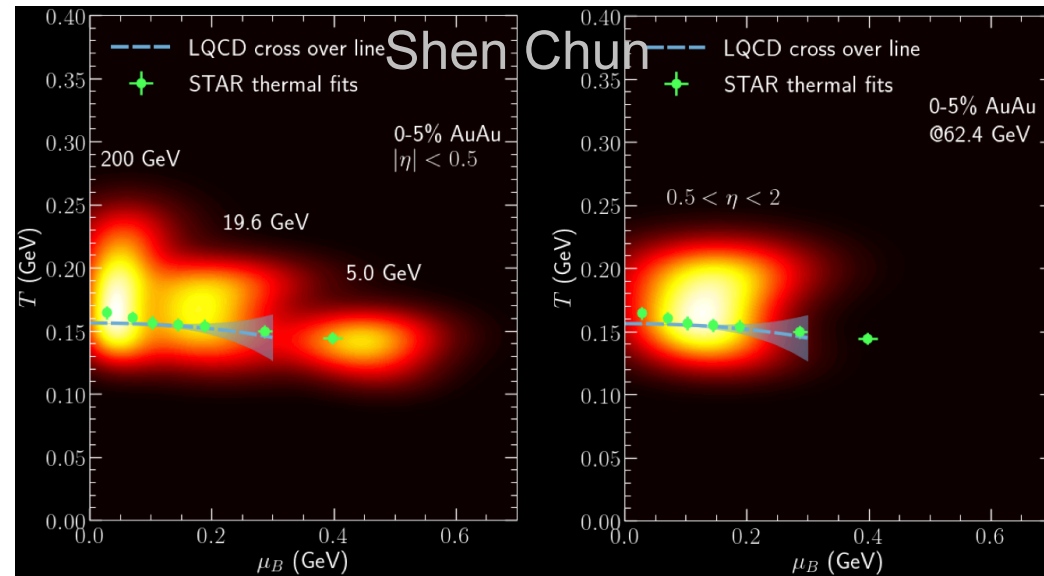 Shen Chun
0.40
0.35
0.30
0.25
0.20
0.15
0.10
0.05
0.00
T (GeV)
LQCD cross over line
STAR thermal fits
0-5% AuAu
|η| < 0.5
200 GeV
19.6 GeV
5.0 GeV
0.0 0.2 0.4 0.6
μ_B (GeV)
0.40
0.35
0.30
0.25
0.20
0.15
0.10
0.05
0.00
T (GeV)
LQCD cross over line
STAR thermal fits
0-5% AuAu
@62.4 GeV
0.5 < η < 2
0.0 0.2 0.4 0.6
μ_B (GeV)